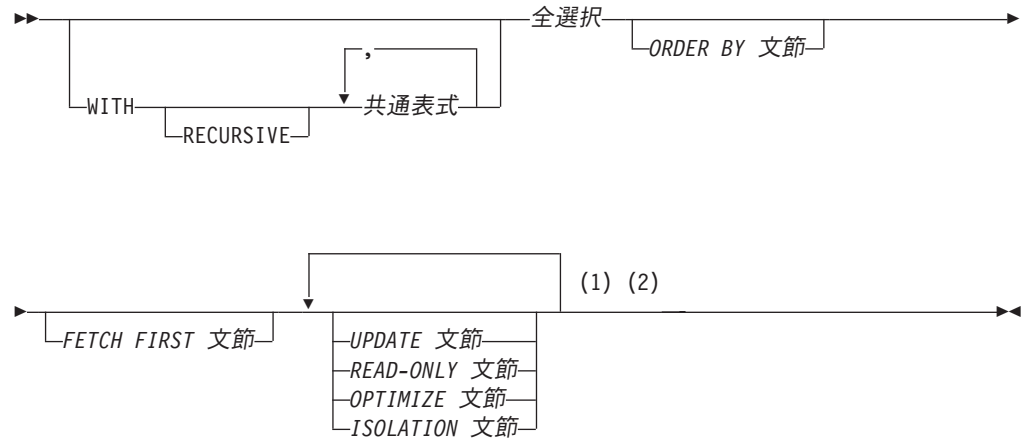 全選択
ORDER BY 文節
,
WITH
共通表式
RECURSIVE
(1) (2)
FETCH FIRST 文節
UPDATE 文節
READ-ONLY 文節
OPTIMIZE 文節
ISOLATION 文節